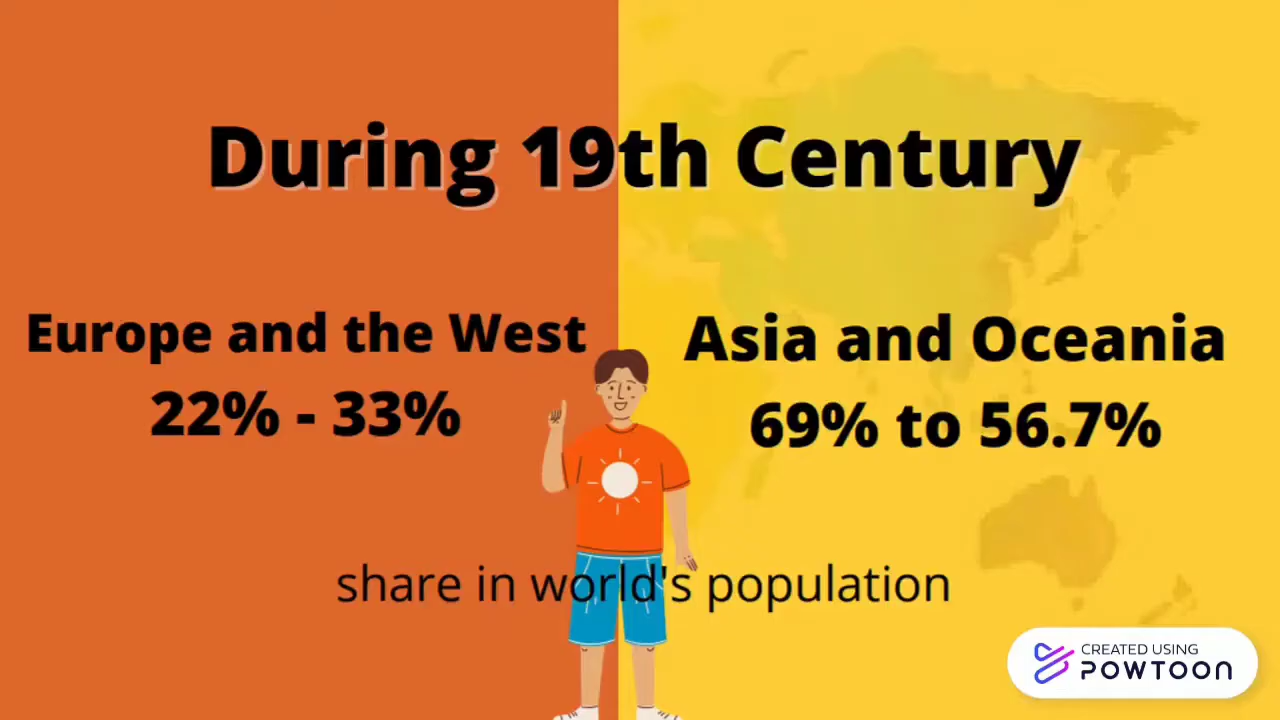 During 19th Century
Europe and the West
22% - 33%
Asia and Oceania
69% to 56.7%
share in world's population
CREATED USING
POWTOON